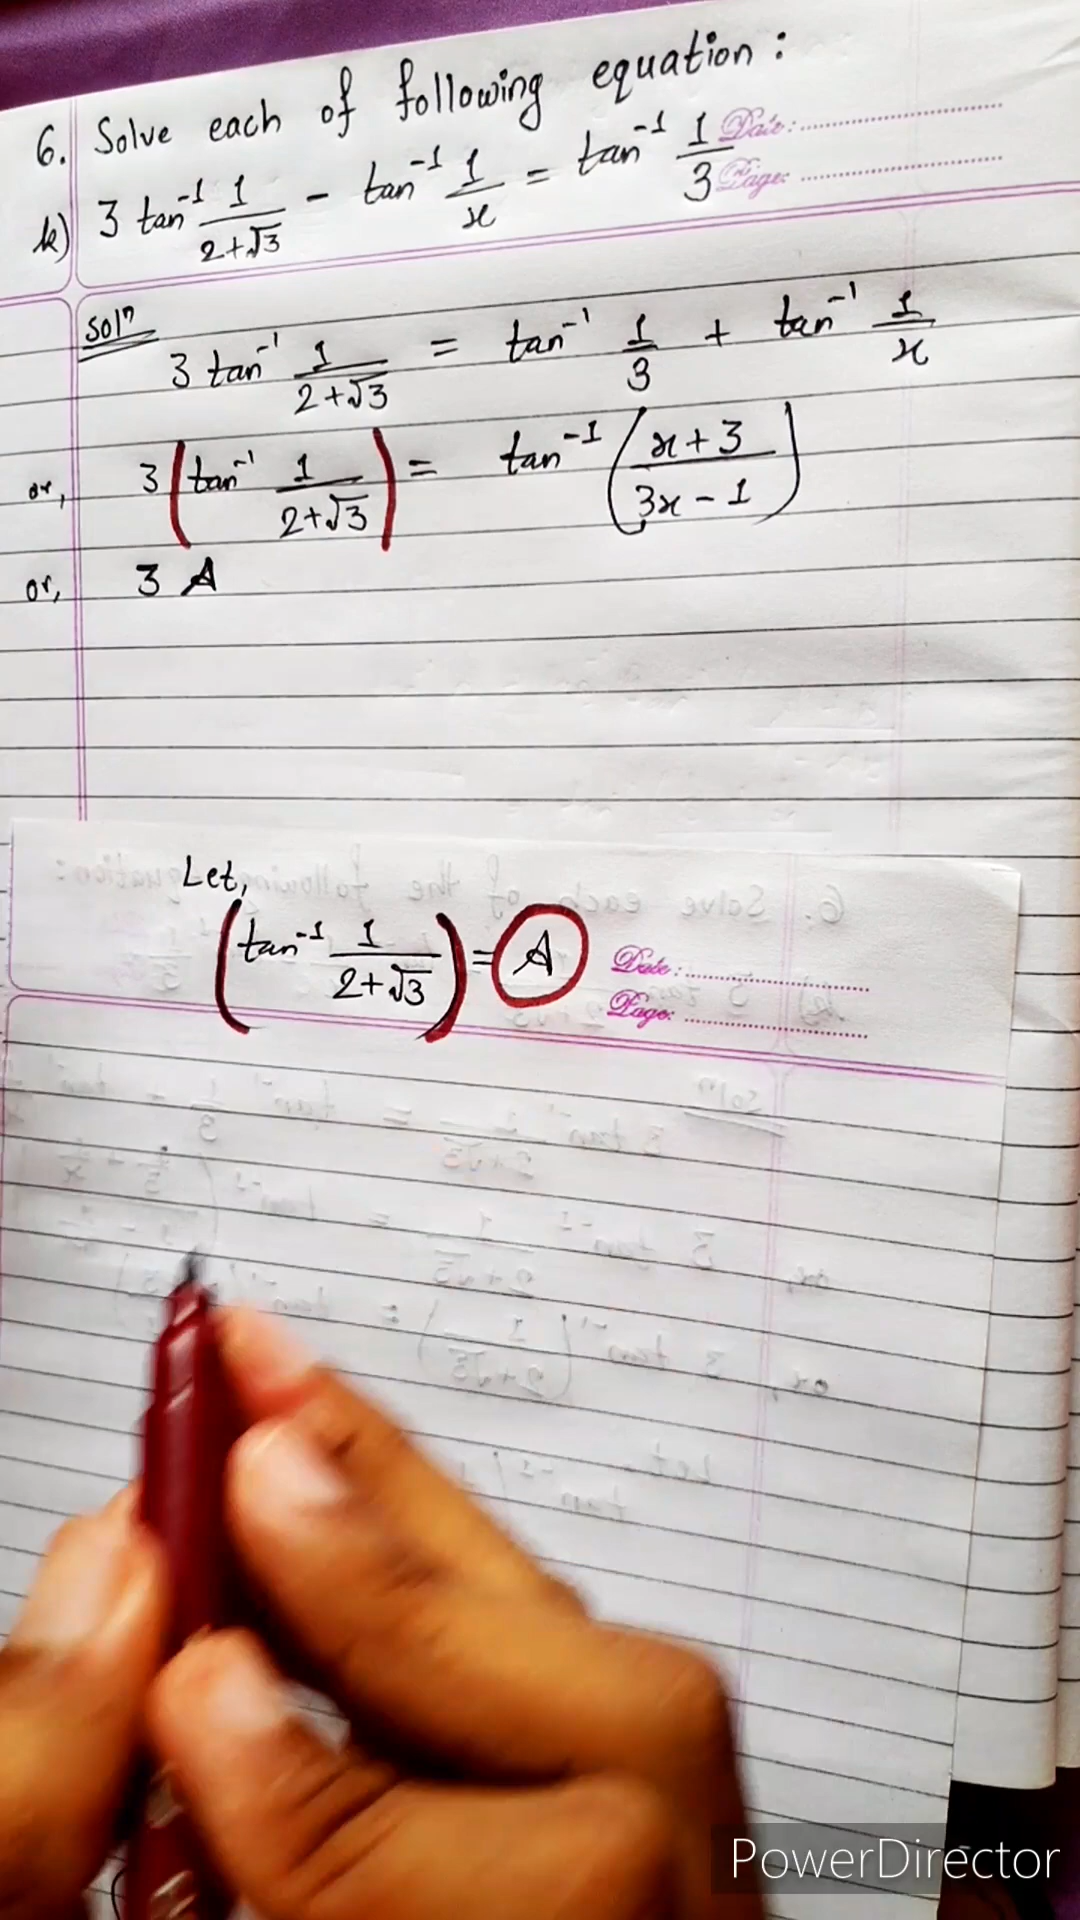 6. Solve each of following equation :
k) 3 tan⁻¹ 1/(2+√3) - tan⁻¹ 1/x = tan⁻¹ 1/3
Date:
Page:
Solⁿ
3 tan⁻¹ 1/(2+√3) = tan⁻¹ 1/3 + tan⁻¹ 1/x
or, 3 (tan⁻¹ 1/(2+√3)) = tan⁻¹ ((x+3)/(3x-1))
or, 3 A
Let,
(tan⁻¹ 1/(2+√3)) = A
Date:
Page:
PowerDirector